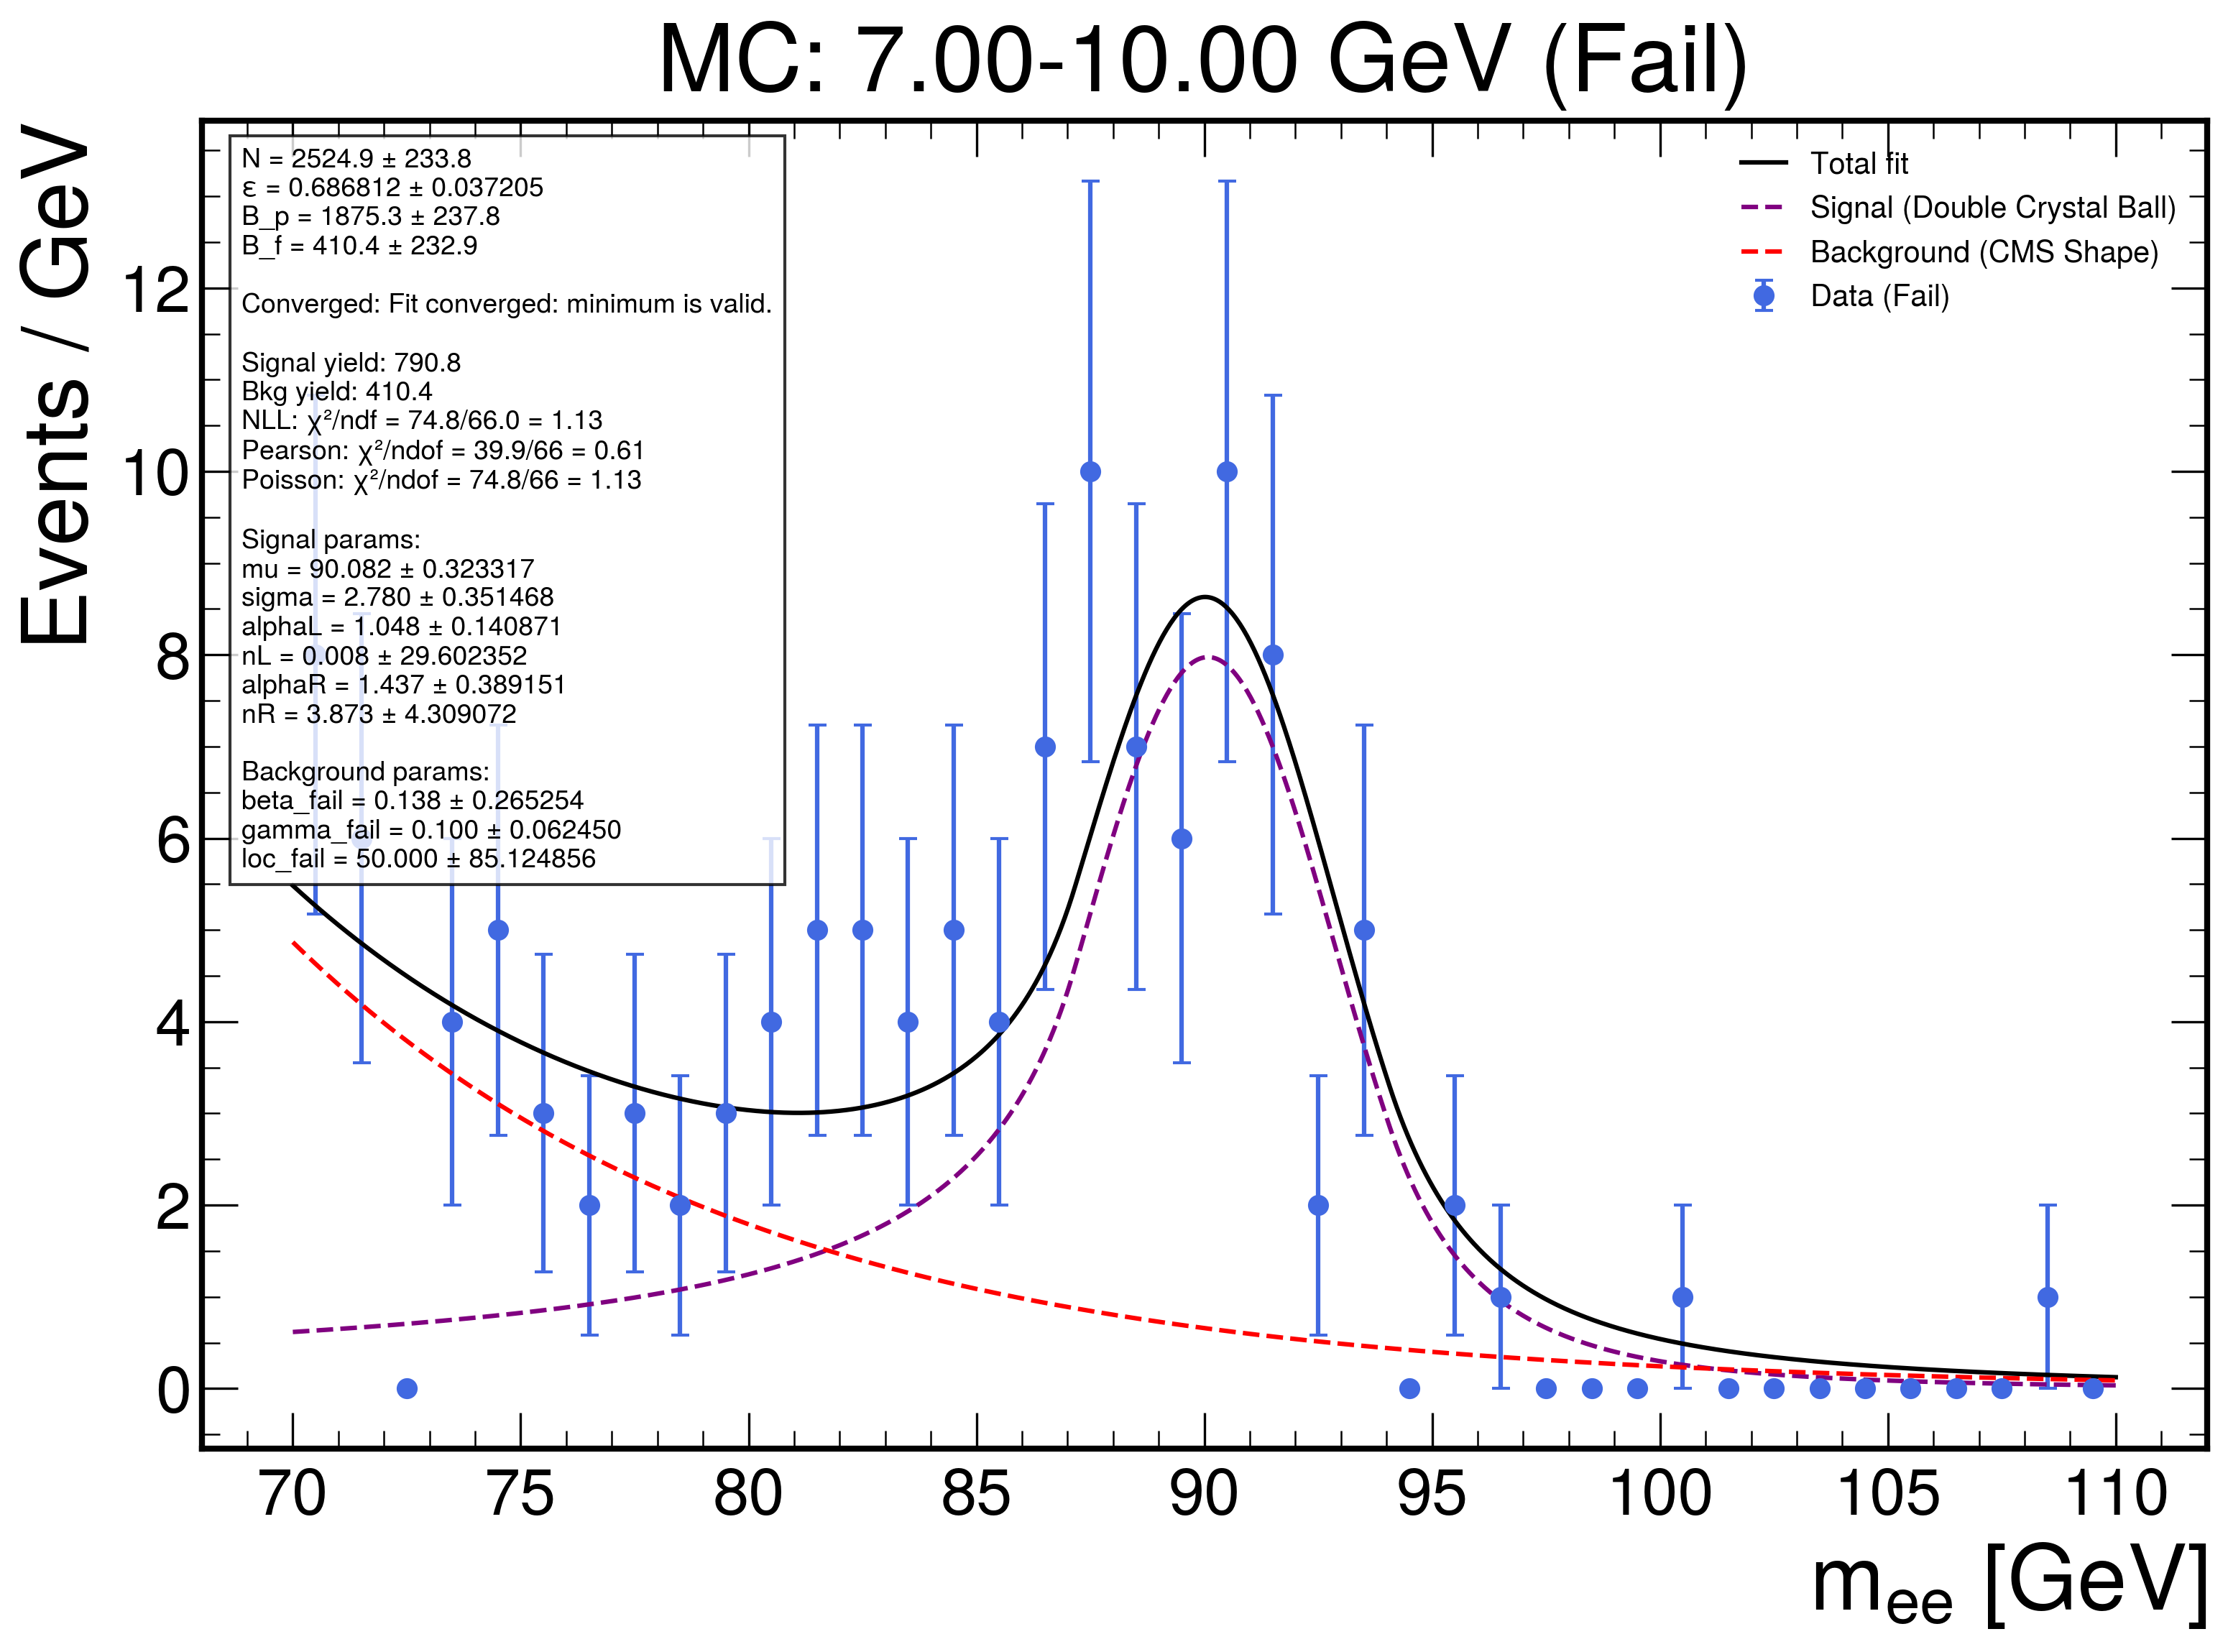 MC: 7.00-10.00 GeV (Fail)
Events / GeV
N = 2524.9 ± 233.8
ε = 0.686812 ± 0.037205
B_p = 1875.3 ± 237.8
B_f = 410.4 ± 232.9
Converged: Fit converged: minimum is valid.
Signal yield: 790.8
Bkg yield: 410.4
NLL: χ²/ndf = 74.8/66.0 = 1.13
Pearson: χ²/ndof = 39.9/66 = 0.61
Poisson: χ²/ndof = 74.8/66 = 1.13
Signal params:
mu = 90.082 ± 0.323317
sigma = 2.780 ± 0.351468
alphaL = 1.048 ± 0.140871
nL = 0.008 ± 29.602352
alphaR = 1.437 ± 0.389151
nR = 3.873 ± 4.309072
Background params:
beta_fail = 0.138 ± 0.265254
gamma_fail = 0.100 ± 0.062450
loc_fail = 50.000 ± 85.124856
Total fit
Signal (Double Crystal Ball)
Background (CMS Shape)
Data (Fail)
12
10
8
6
4
2
0
70 75 80 85 90 95 100 105 110
m_ee [GeV]